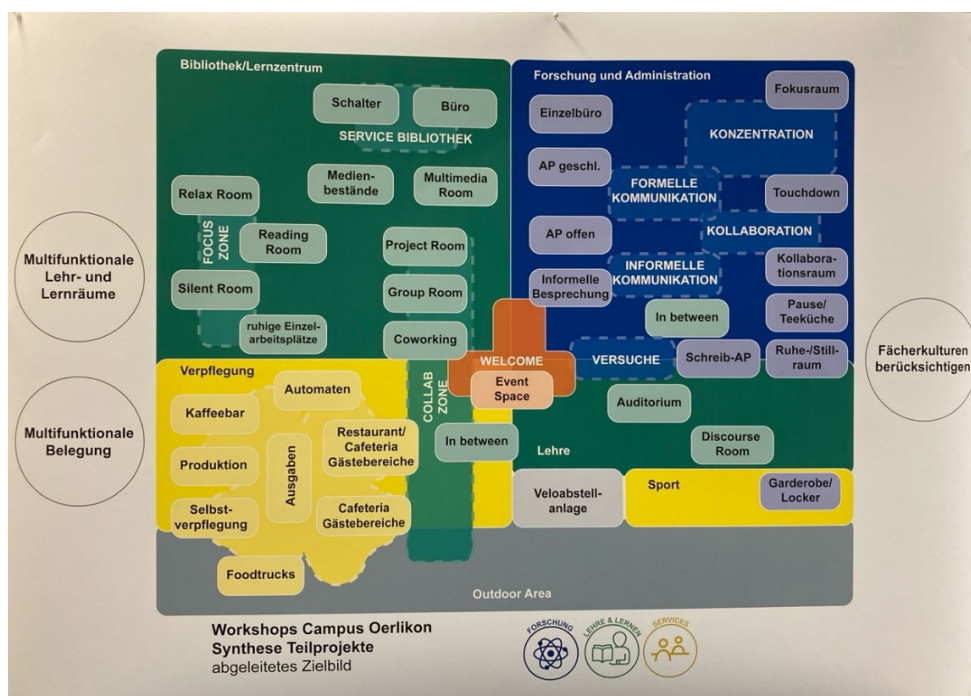 Bibliothek/Lernzentrum
Schalter
Büro
SERVICE BIBLIOTHEK
Medien-
bestände
Multimedia
Room
Relax Room
FOCUS
ZONE
Reading
Room
Silent Room
ruhige Einzel-
arbeitsplätze
Project Room
Group Room
Coworking
COLLAB
ZONE
Forschung und Administration
Fokusraum
Einzelbüro
KONZENTRATION
AP geschl.
FORMELLE
KOMMUNIKATION
Touchdown
AP offen
KOLLABORATION
INFORMELLE
KOMMUNIKATION
Kollabora-
tionsraum
Informelle
Besprechung
In between
Pause/
Teeküche
WELCOME
Event
Space
VERSUCHE
Schreib-AP
Ruhe-/Still-
raum
Auditorium
Discourse
Room
Lehre
Verpflegung
Automaten
Kaffeebar
Restaurant/
Cafeteria
Gästebereiche
In between
Produktion
Ausgaben
Selbst-
verpflegung
Cafeteria
Gästebereiche
Foodtrucks
Veloabstell-
anlage
Sport
Garderobe/
Locker
Outdoor Area
Multifunktionale
Lehr- und
Lernräume
Multifunktionale
Belegung
Fächerkulturen
berücksichtigen
Workshops Campus Oerlikon
Synthese Teilprojekte
abgeleitetes Zielbild
FORSCHUNG
LEHRE & LERNEN
SERVICES